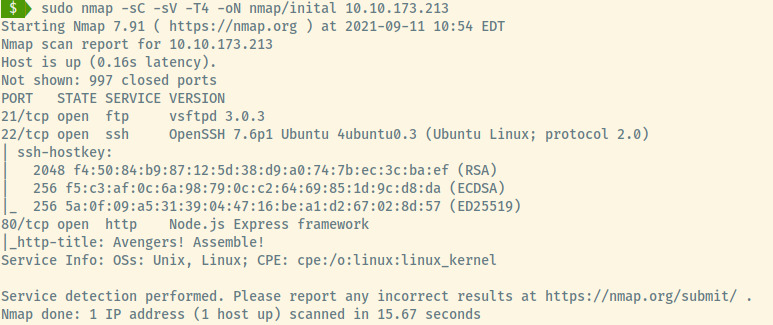 $ sudo nmap -sC -sV -T4 -oN nmap/inital 10.10.173.213
Starting Nmap 7.91 ( https://nmap.org ) at 2021-09-11 10:54 EDT
Nmap scan report for 10.10.173.213
Host is up (0.16s latency).
Not shown: 997 closed ports
PORT   STATE SERVICE VERSION
21/tcp open  ftp     vsftpd 3.0.3
22/tcp open  ssh     OpenSSH 7.6p1 Ubuntu 4ubuntu0.3 (Ubuntu Linux; protocol 2.0)
| ssh-hostkey:
|   2048 f4:50:84:b9:87:12:5d:38:d9:a0:74:7b:ec:3c:ba:ef (RSA)
|   256 f5:c3:af:0c:6a:98:79:0c:c2:64:69:85:1d:9c:d8:da (ECDSA)
|_  256 5a:0f:09:a5:31:39:04:47:16:be:a1:d2:67:02:8d:57 (ED25519)
80/tcp open  http    Node.js Express framework
|_http-title: Avengers! Assemble!
Service Info: OSs: Unix, Linux; CPE: cpe:/o:linux:linux_kernel

Service detection performed. Please report any incorrect results at https://nmap.org/submit/ .
Nmap done: 1 IP address (1 host up) scanned in 15.67 seconds